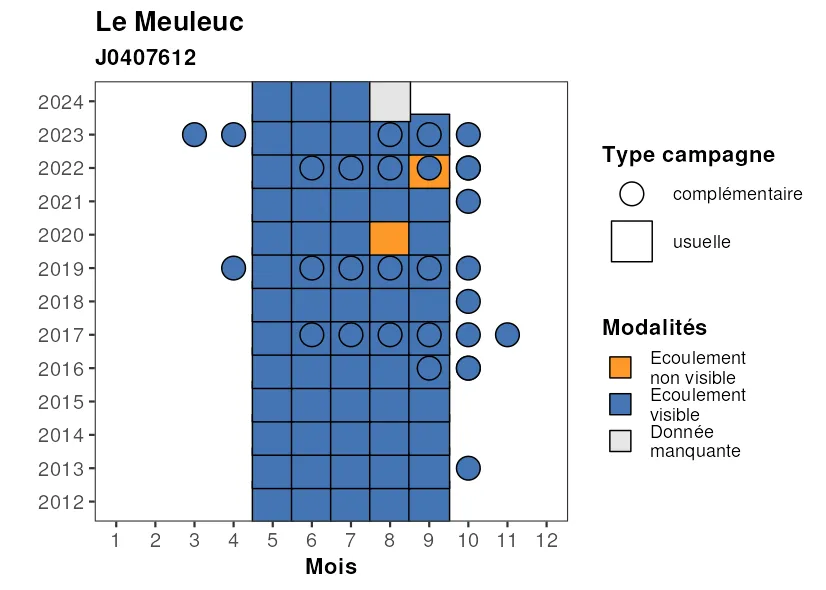 Le Meuleuc
J0407612
2024
2023
2022
2021
2020
2019
2018
2017
2016
2015
2014
2013
2012
1 2 3 4 5 6 7 8 9 10 11 12
Mois
Type campagne
complémentaire
usuelle
Modalités
Ecoulement
non visible
Ecoulement
visible
Donnée
manquante